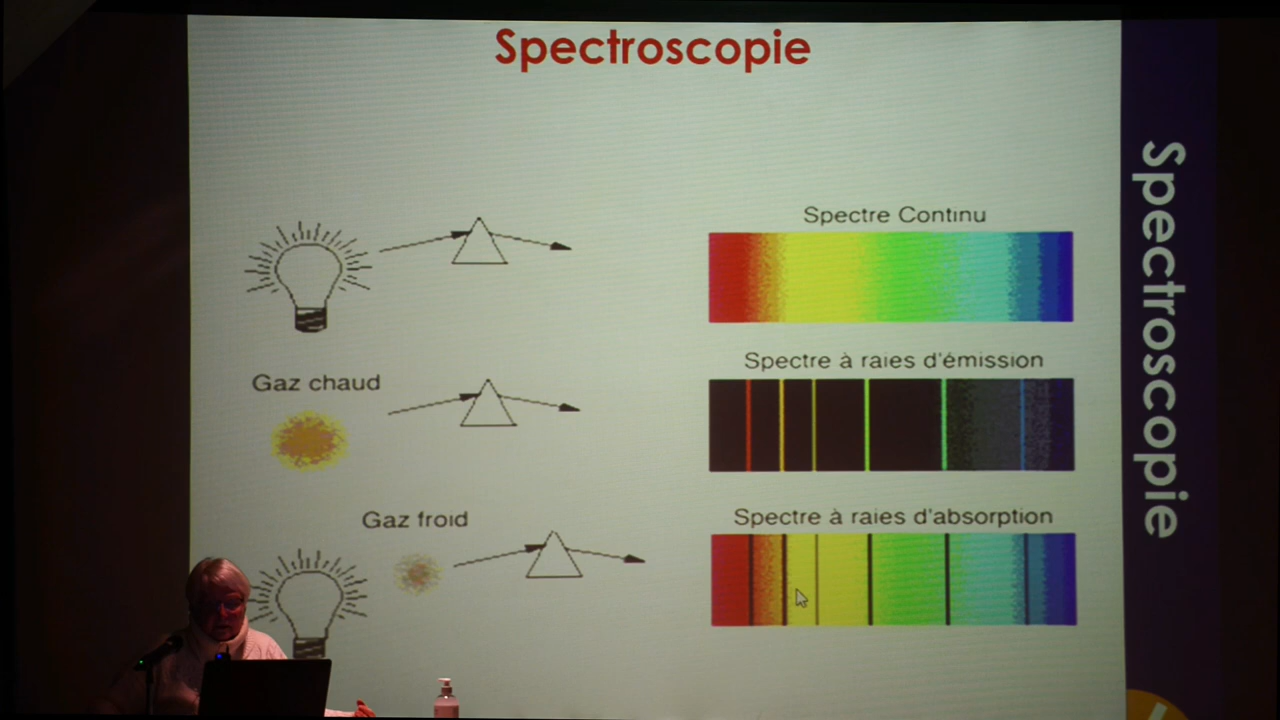 Spectroscopie
Spectre Continu
Gaz chaud
Spectre à raies d'émission
Gaz froid
Spectre à raies d'absorption
Spectroscopie